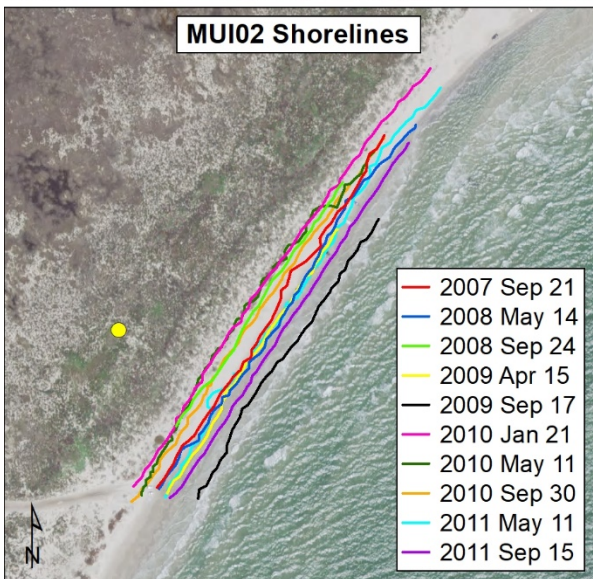 MUI02 Shorelines
2007 Sep 21
2008 May 14
2008 Sep 24
2009 Apr 15
2009 Sep 17
2010 Jan 21
2010 May 11
2010 Sep 30
2011 May 11
2011 Sep 15
N